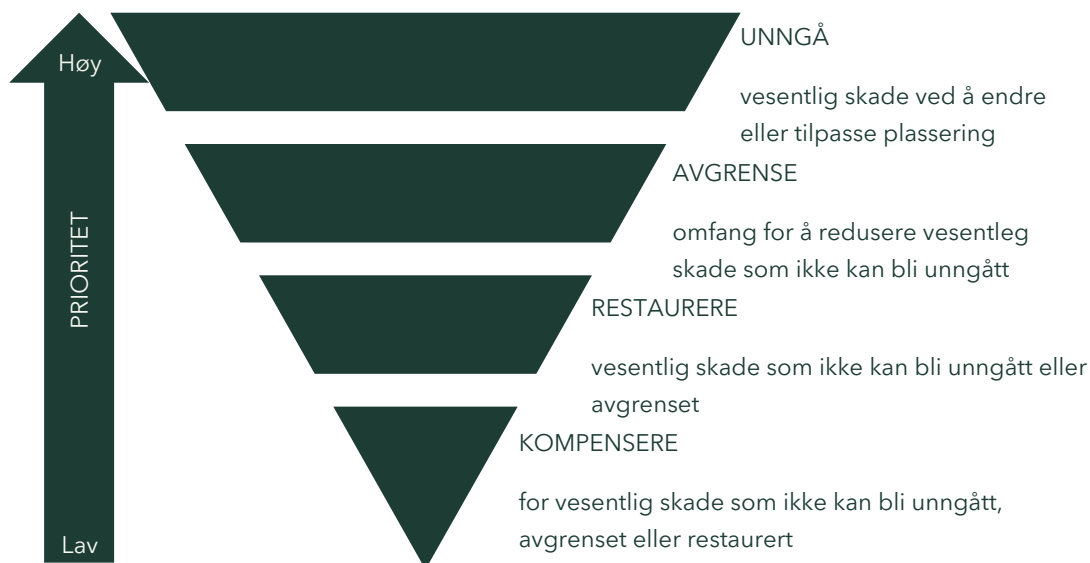 Høy
PRIORITET
Lav
UNNGÅ
vesentlig skade ved å endre
eller tilpasse plassering
AVGRENSE
omfang for å redusere vesentleg
skade som ikke kan bli unngått
RESTAURERE
vesentlig skade som ikke kan bli unngått eller
avgrenset
KOMPENSERE
for vesentlig skade som ikke kan bli unngått,
avgrenset eller restaurert